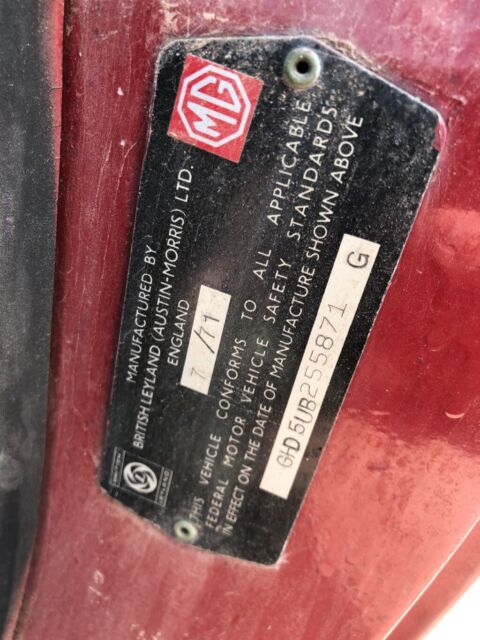 MG
MANUFACTURED BY
BRITISH LEYLAND (AUSTIN-MORRIS) LTD.
ENGLAND
7/71
THIS VEHICLE CONFORMS TO ALL APPLICABLE
FEDERAL MOTOR VEHICLE SAFETY STANDARDS
IN EFFECT ON THE DATE OF MANUFACTURE SHOWN ABOVE
GHD5UB255871 G
LEYLAND